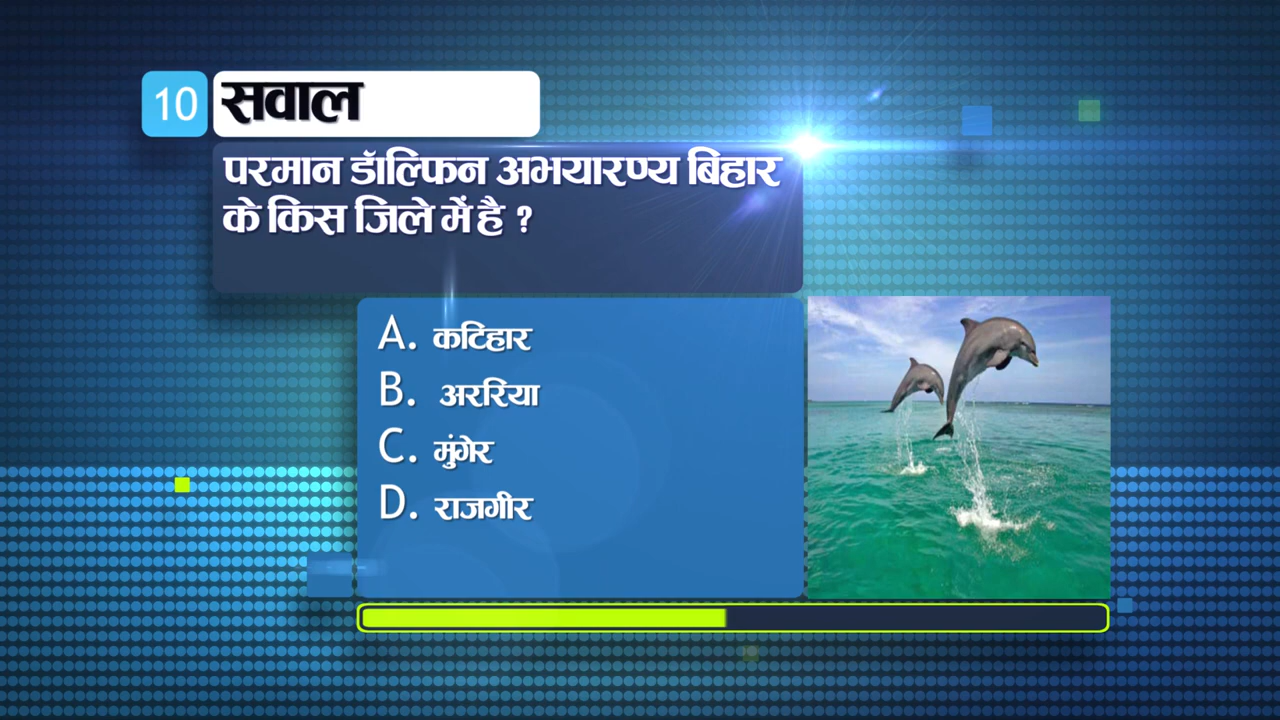 10 सवाल
परमान डॉल्फिन अभयारण्य बिहार
के किस जिले में है ?
A. कटिहार
B. अररिया
C. मुंगेर
D. राजगीर